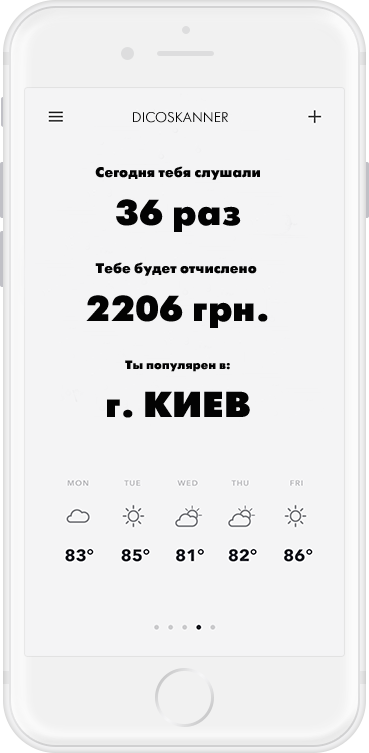 DICOSKANNER
Сегодня тебя слушали
36 раз
Тебе будет отчислено
2206 грн.
Ты популярен в:
г. КИЕВ
MON TUE WED THU FRI
83° 85° 81° 82° 86°